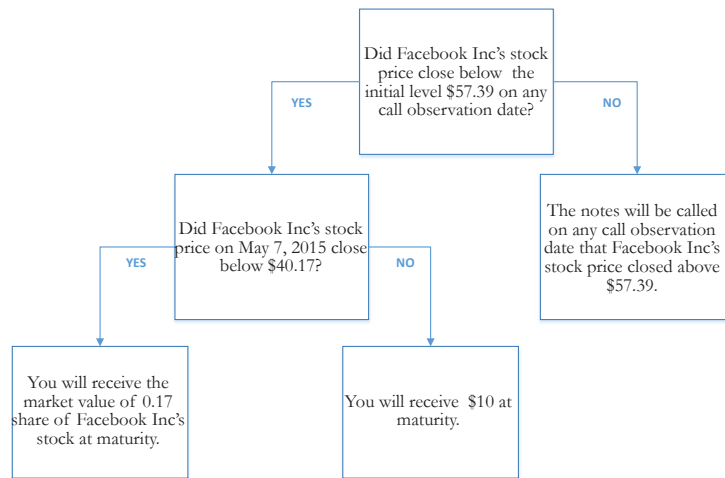 Did Facebook Inc's stock
price close below the
initial level $57.39 on any
call observation date?
YES
NO
Did Facebook Inc's stock
price on May 7, 2015 close
below $40.17?
The notes will be called
on any call observation
date that Facebook Inc's
stock price closed above
$57.39.
YES
NO
You will receive the
market value of 0.17
share of Facebook Inc's
stock at maturity.
You will receive $10 at
maturity.